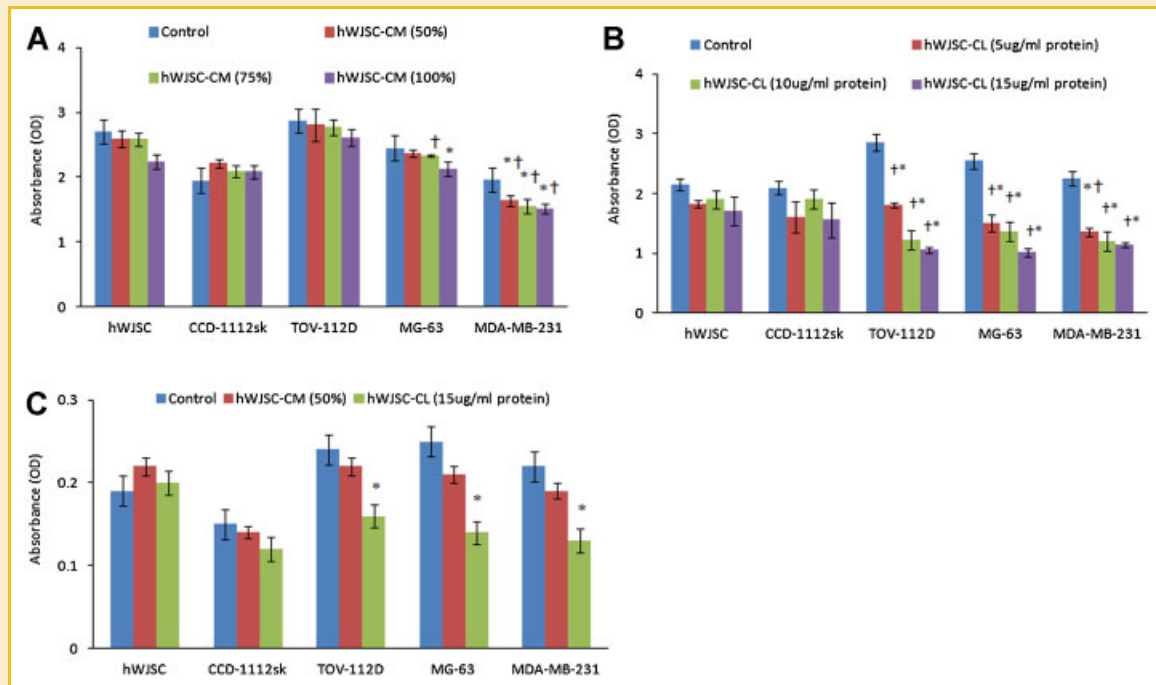 A
Control
hWJSC-CM (50%)
hWJSC-CM (75%)
hWJSC-CM (100%)
Absorbance (OD)
4
3
2
1
0
† *
*† *† *†
hWJSC CCD-1112sk TOV-112D MG-63 MDA-MB-231
B
Control
hWJSC-CL (5ug/ml protein)
hWJSC-CL (10ug/ml protein)
hWJSC-CL (15ug/ml protein)
Absorbance (OD)
4
3
2
1
0
†* †* †*
†* †* †*
*† †* †*
hWJSC CCD-1112sk TOV-112D MG-63 MDA-MB-231
C
Control hWJSC-CM (50%) hWJSC-CL (15ug/ml protein)
Absorbance (OD)
0.3
0.2
0.1
0
* * *
hWJSC CCD-1112sk TOV-112D MG-63 MDA-MB-231